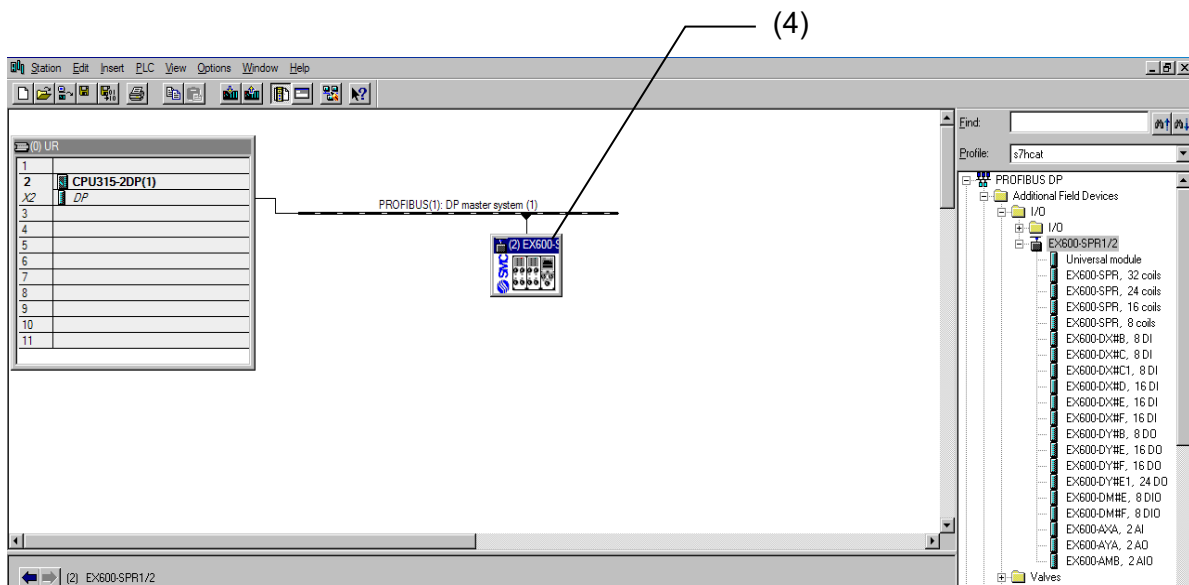 (4)
Station Edit Insert PLC View Options Window Help
Find:
(0) UR
Profile: s7hcat
1
2 CPU315-2DP(1)
X2 DP
3
4
5
6
7
8
9
10
11
PROFIBUS(1): DP master system (1)
(2) EX600-S
SMC
PROFIBUS DP
Additional Field Devices
I/O
I/O
EX600-SPR1/2
Universal module
EX600-SPR, 32 coils
EX600-SPR, 24 coils
EX600-SPR, 16 coils
EX600-SPR, 8 coils
EX600-DX#B, 8 DI
EX600-DX#C, 8 DI
EX600-DX#C1, 8 DI
EX600-DX#D, 16 DI
EX600-DX#E, 16 DI
EX600-DX#F, 16 DI
EX600-DY#B, 8 DO
EX600-DY#E, 16 DO
EX600-DY#F, 16 DO
EX600-DY#E1, 24 DO
EX600-DM#E, 8 DIO
EX600-DM#F, 8 DIO
EX600-AXA, 2 AI
EX600-AYA, 2 AO
EX600-AMB, 2 AIO
Valves
(2) EX600-SPR1/2